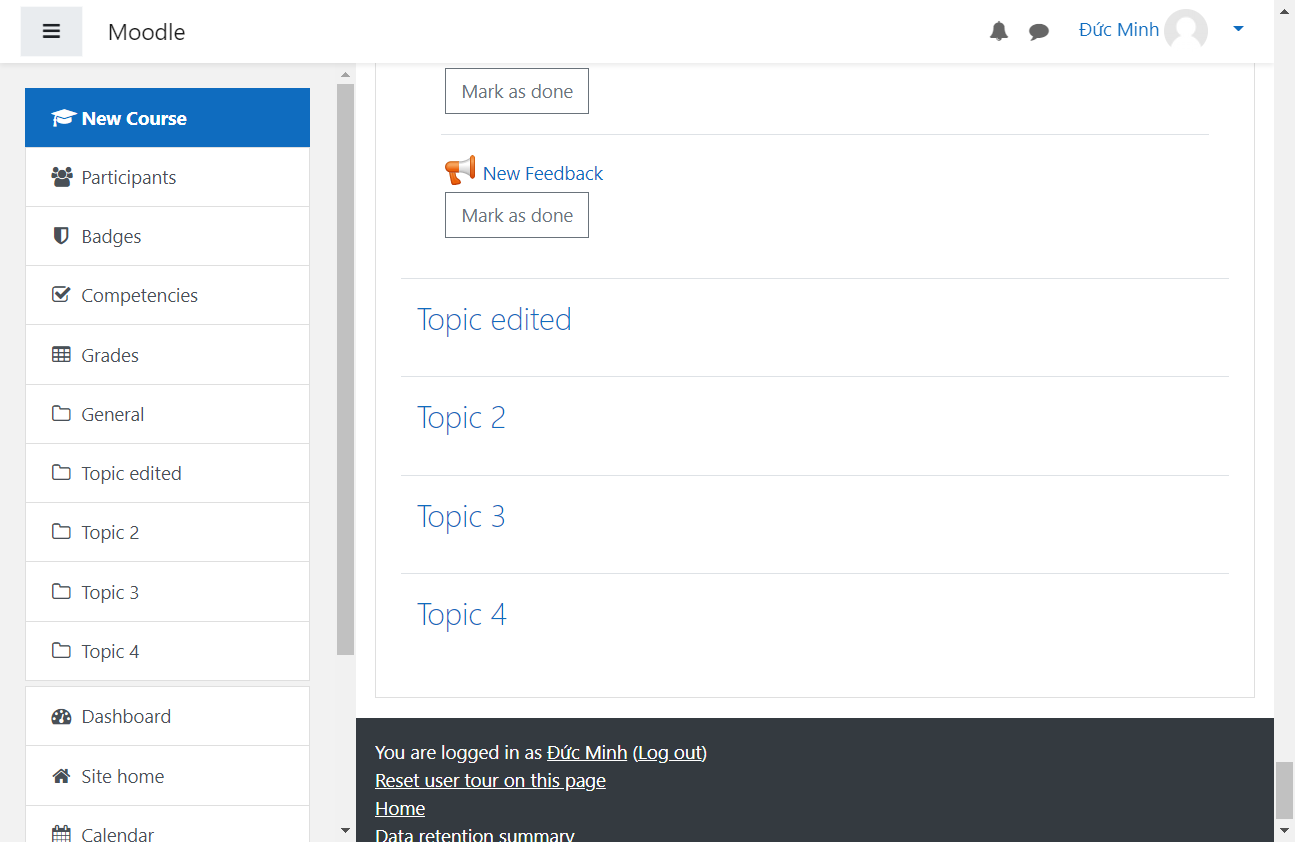 Moodle
Đức Minh
New Course
Participants
Badges
Competencies
Grades
General
Topic edited
Topic 2
Topic 3
Topic 4
Dashboard
Site home
Calendar
Mark as done
New Feedback
Mark as done
Topic edited
Topic 2
Topic 3
Topic 4
You are logged in as Đức Minh (Log out)
Reset user tour on this page
Home
Data retention summary